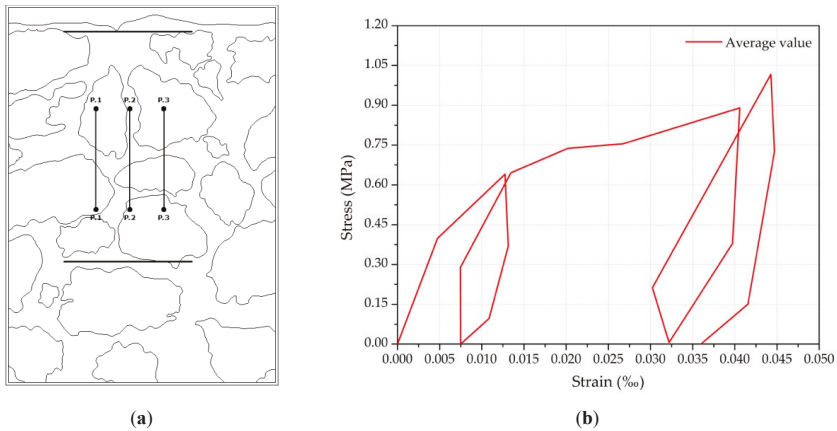 P.1 P.2 P.3
P.1 P.2 P.3
(a)
1.20
1.05
0.90
0.75
0.60
0.45
0.30
0.15
0.00
Stress (MPa)
Average value
0.000 0.005 0.010 0.015 0.020 0.025 0.030 0.035 0.040 0.045 0.050
Strain (‰)
(b)